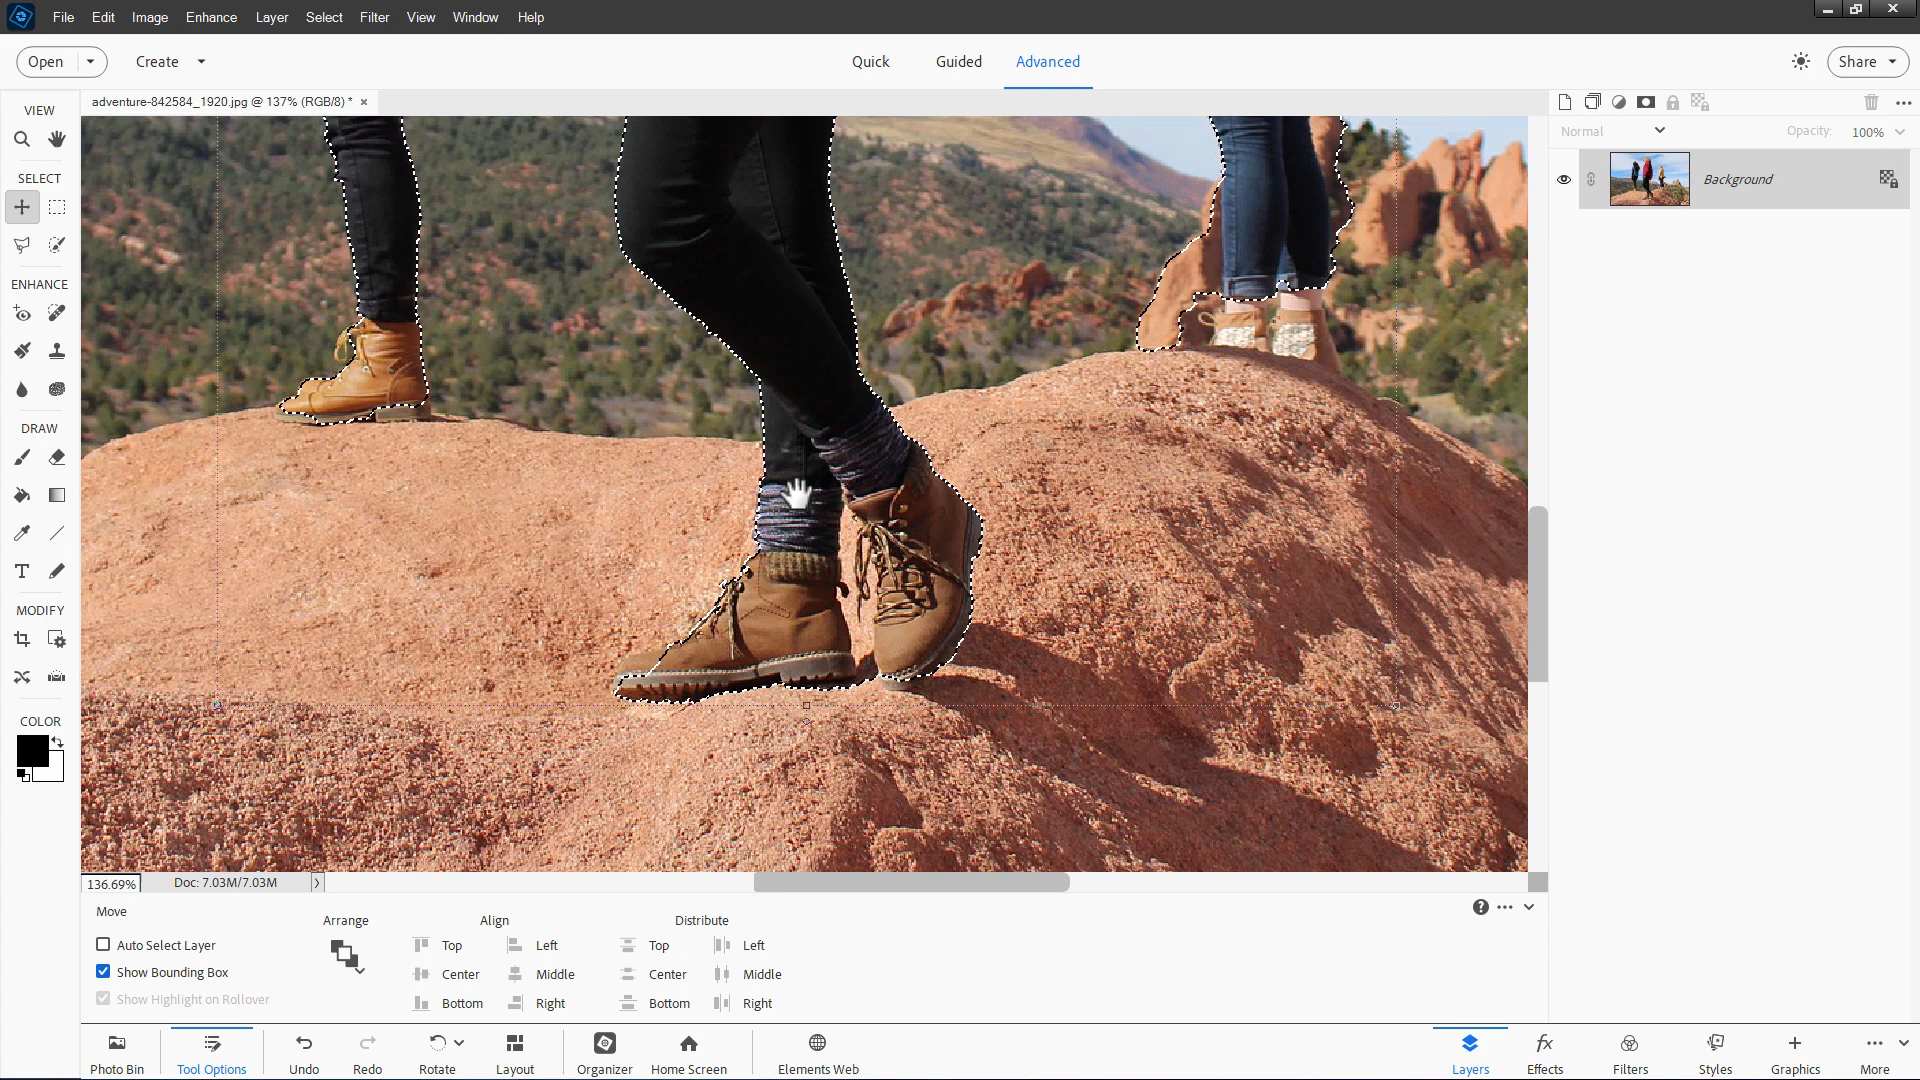 File Edit Image Enhance Layer Select Filter View Window Help
Open Create Quick Guided Advanced Share
VIEW
adventure-842584_1920.jpg @ 137% (RGB/8) *
Normal Opacity: 100%
SELECT
Background
ENHANCE
DRAW
MODIFY
COLOR
136.69% Doc: 7.03M/7.03M
Move
Arrange Align Distribute
Auto Select Layer Top Left Top Left
Show Bounding Box Center Middle Center Middle
Show Highlight on Rollover Bottom Right Bottom Right
Photo Bin Tool Options Undo Redo Rotate Layout Organizer Home Screen Elements Web Layers Effects Filters Styles Graphics More